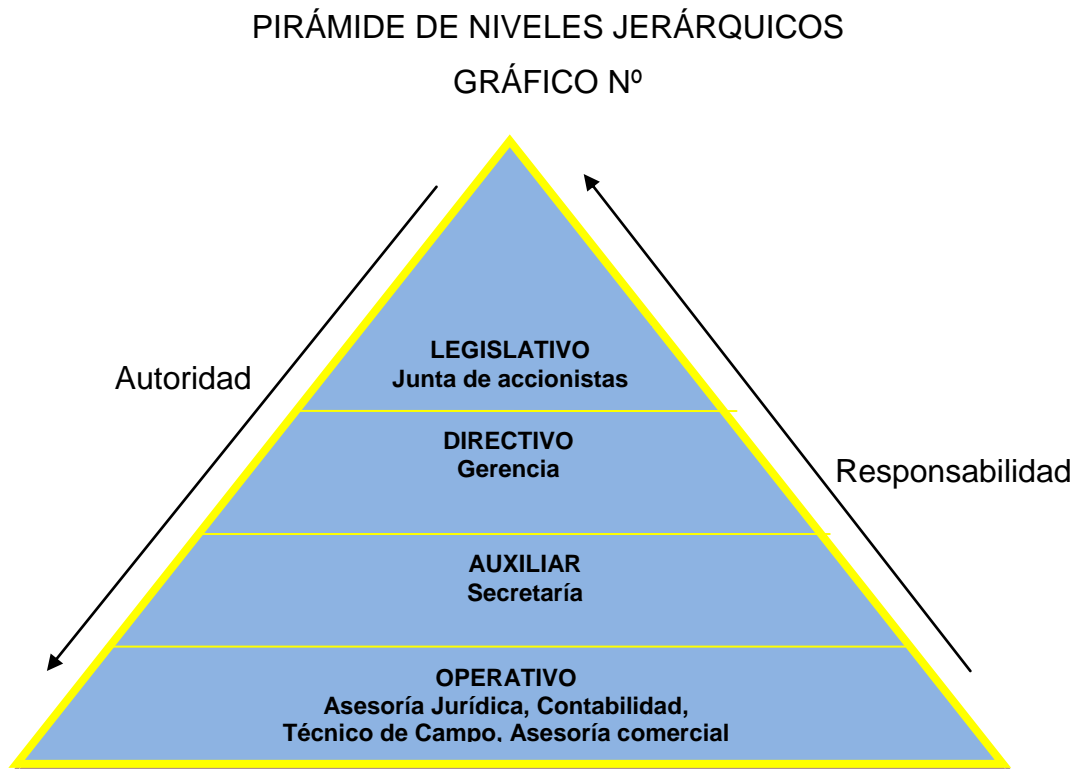 PIRÁMIDE DE NIVELES JERÁRQUICOS
GRÁFICO Nº
LEGISLATIVO
Junta de accionistas
Autoridad
DIRECTIVO
Gerencia
Responsabilidad
AUXILIAR
Secretaría
OPERATIVO
Asesoría Jurídica, Contabilidad,
Técnico de Campo, Asesoría comercial